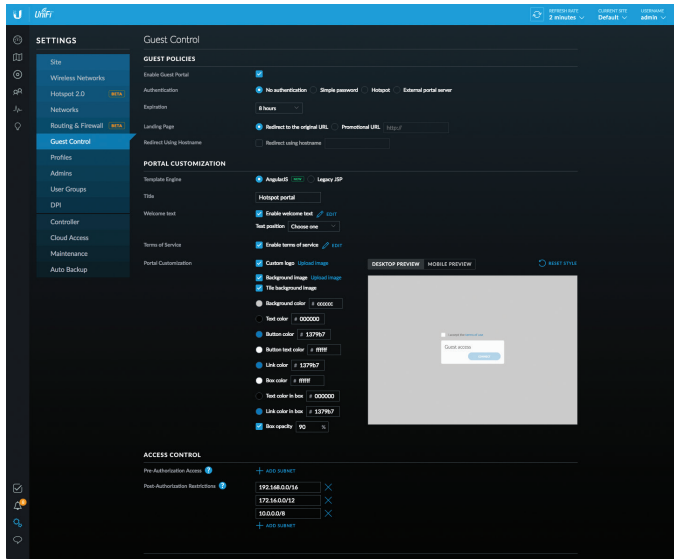 U UniFi REFRESH RATE 2 minutes CURRENT SITE Default USERNAME admin
SETTINGS
Site
Wireless Networks
Hotspot 2.0 BETA
Networks
Routing & Firewall BETA
Guest Control
Profiles
Admins
User Groups
DPI
Controller
Cloud Access
Maintenance
Auto Backup
Guest Control
GUEST POLICIES
Enable Guest Portal
Authentication No authentication Simple password Hotspot External portal server
Expiration 8 hours
Landing Page Redirect to the original URL Promotional URL http://
Redirect Using Hostname Redirect using hostname
PORTAL CUSTOMIZATION
Template Engine AngularJS NEW Legacy JSP
Title Hotspot portal
Welcome text Enable welcome text EDIT
Text position Choose one
Terms of Service Enable terms of service EDIT
Portal Customization Custom logo Upload image DESKTOP PREVIEW MOBILE PREVIEW RESET STYLE
Background image Upload image
Tile background image
Background color # cccccc
Text color # 000000
Button color # 1379b7
Button text color # ffffff
Link color # 1379b7
Box color # ffffff
Text color in box # 000000
Link color in box # 1379b7
Box opacity 90 %
Guest access
ACCESS CONTROL
Pre-Authorization Access ? ADD SUBNET
Post-Authorization Restrictions ? 192.168.0.0/16
172.16.0.0/12
10.0.0.0/8
ADD SUBNET